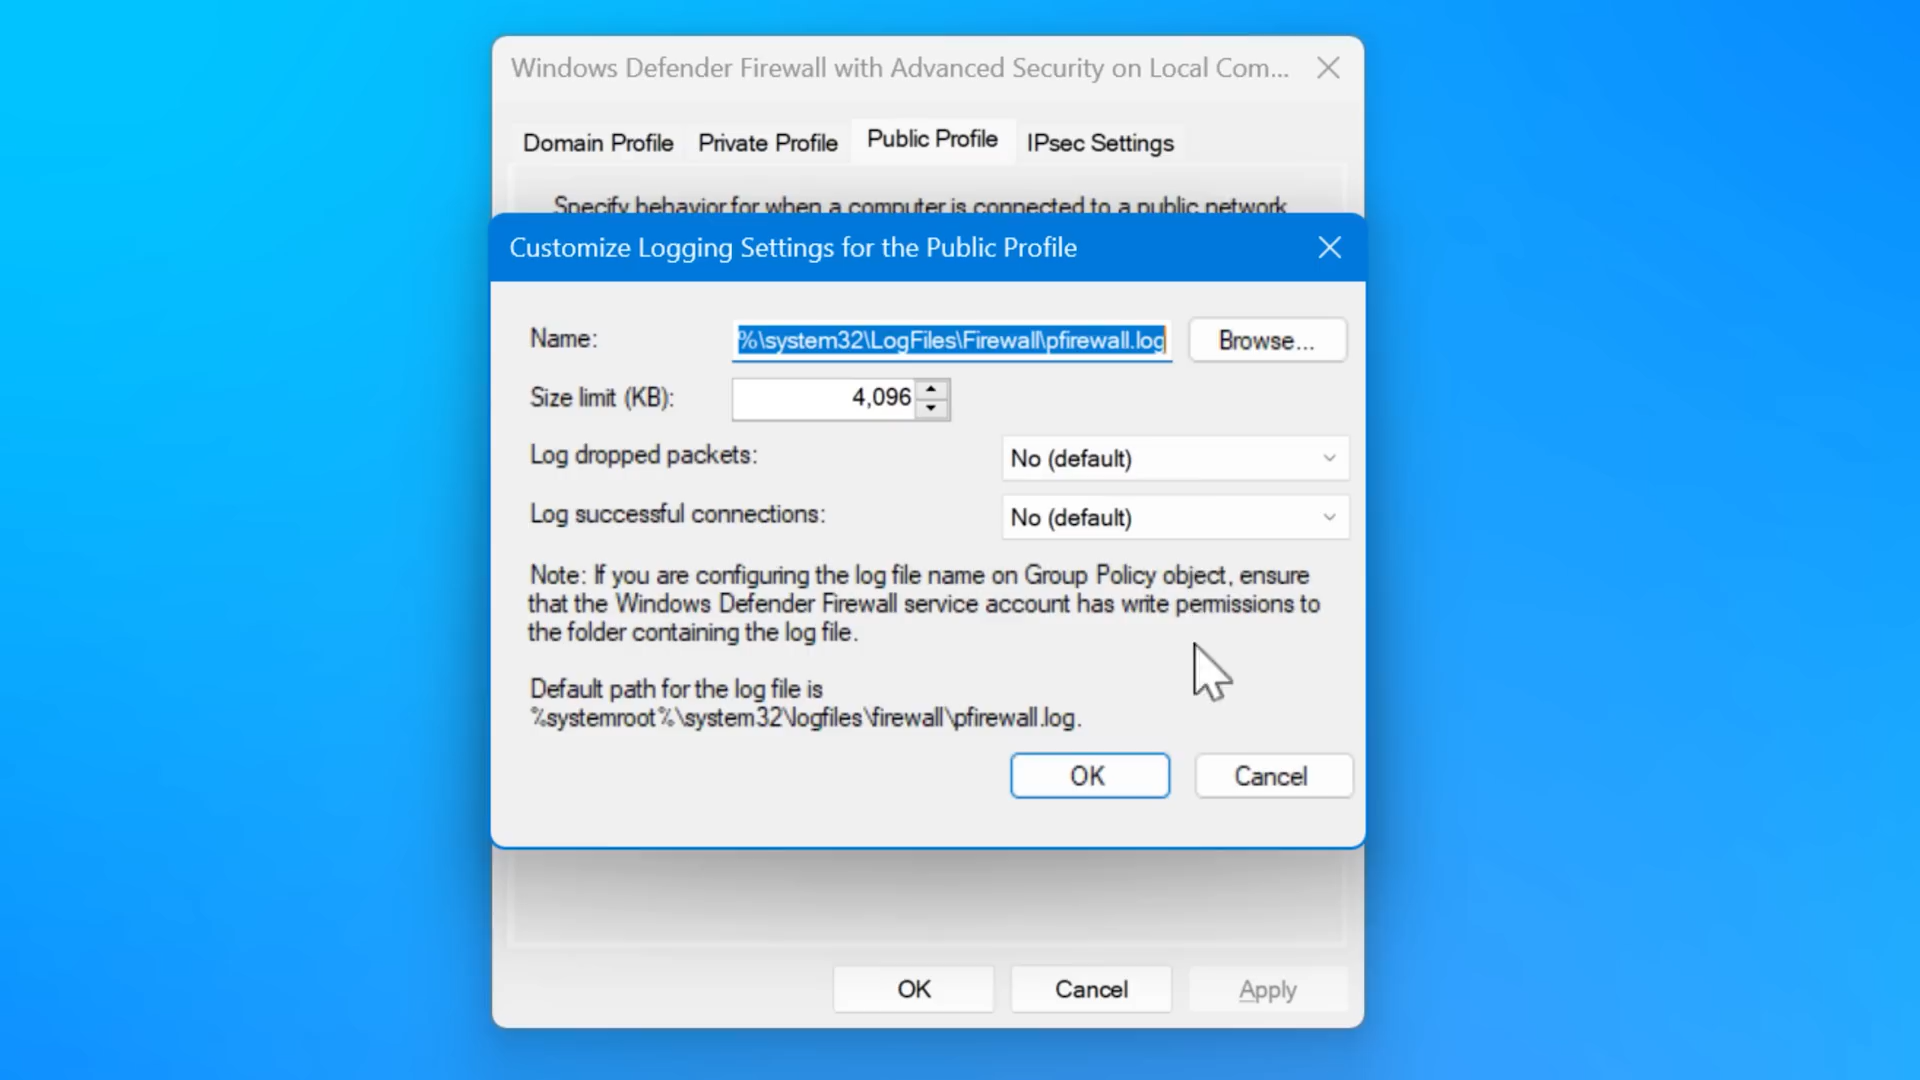 Windows Defender Firewall with Advanced Security on Local Com...
Domain Profile Private Profile Public Profile IPsec Settings
Specify behavior for when a computer is connected to a public network
Customize Logging Settings for the Public Profile
Name: %\system32\LogFiles\Firewall\pfirewall.log Browse...
Size limit (KB): 4,096
Log dropped packets: No (default)
Log successful connections: No (default)
Note: If you are configuring the log file name on Group Policy object, ensure
that the Windows Defender Firewall service account has write permissions to
the folder containing the log file.
Default path for the log file is
%systemroot%\system32\logfiles\firewall\pfirewall.log.
OK Cancel
OK Cancel Apply